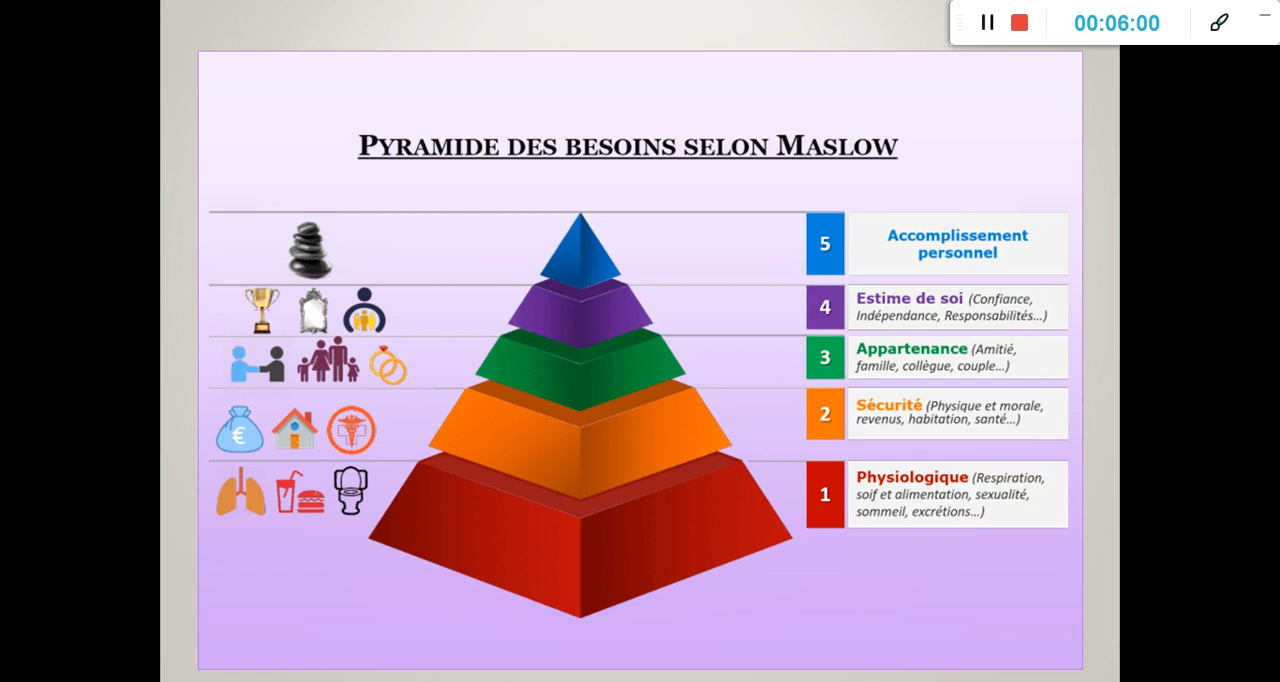 00:06:00
PYRAMIDE DES BESOINS SELON MASLOW
5
Accomplissement
personnel
4
Estime de soi (Confiance,
Indépendance, Responsabilités…)
3
Appartenance (Amitié,
famille, collègue, couple…)
2
Sécurité (Physique et morale,
revenus, habitation, santé…)
€
1
Physiologique (Respiration,
soif et alimentation, sexualité,
sommeil, excrétions…)